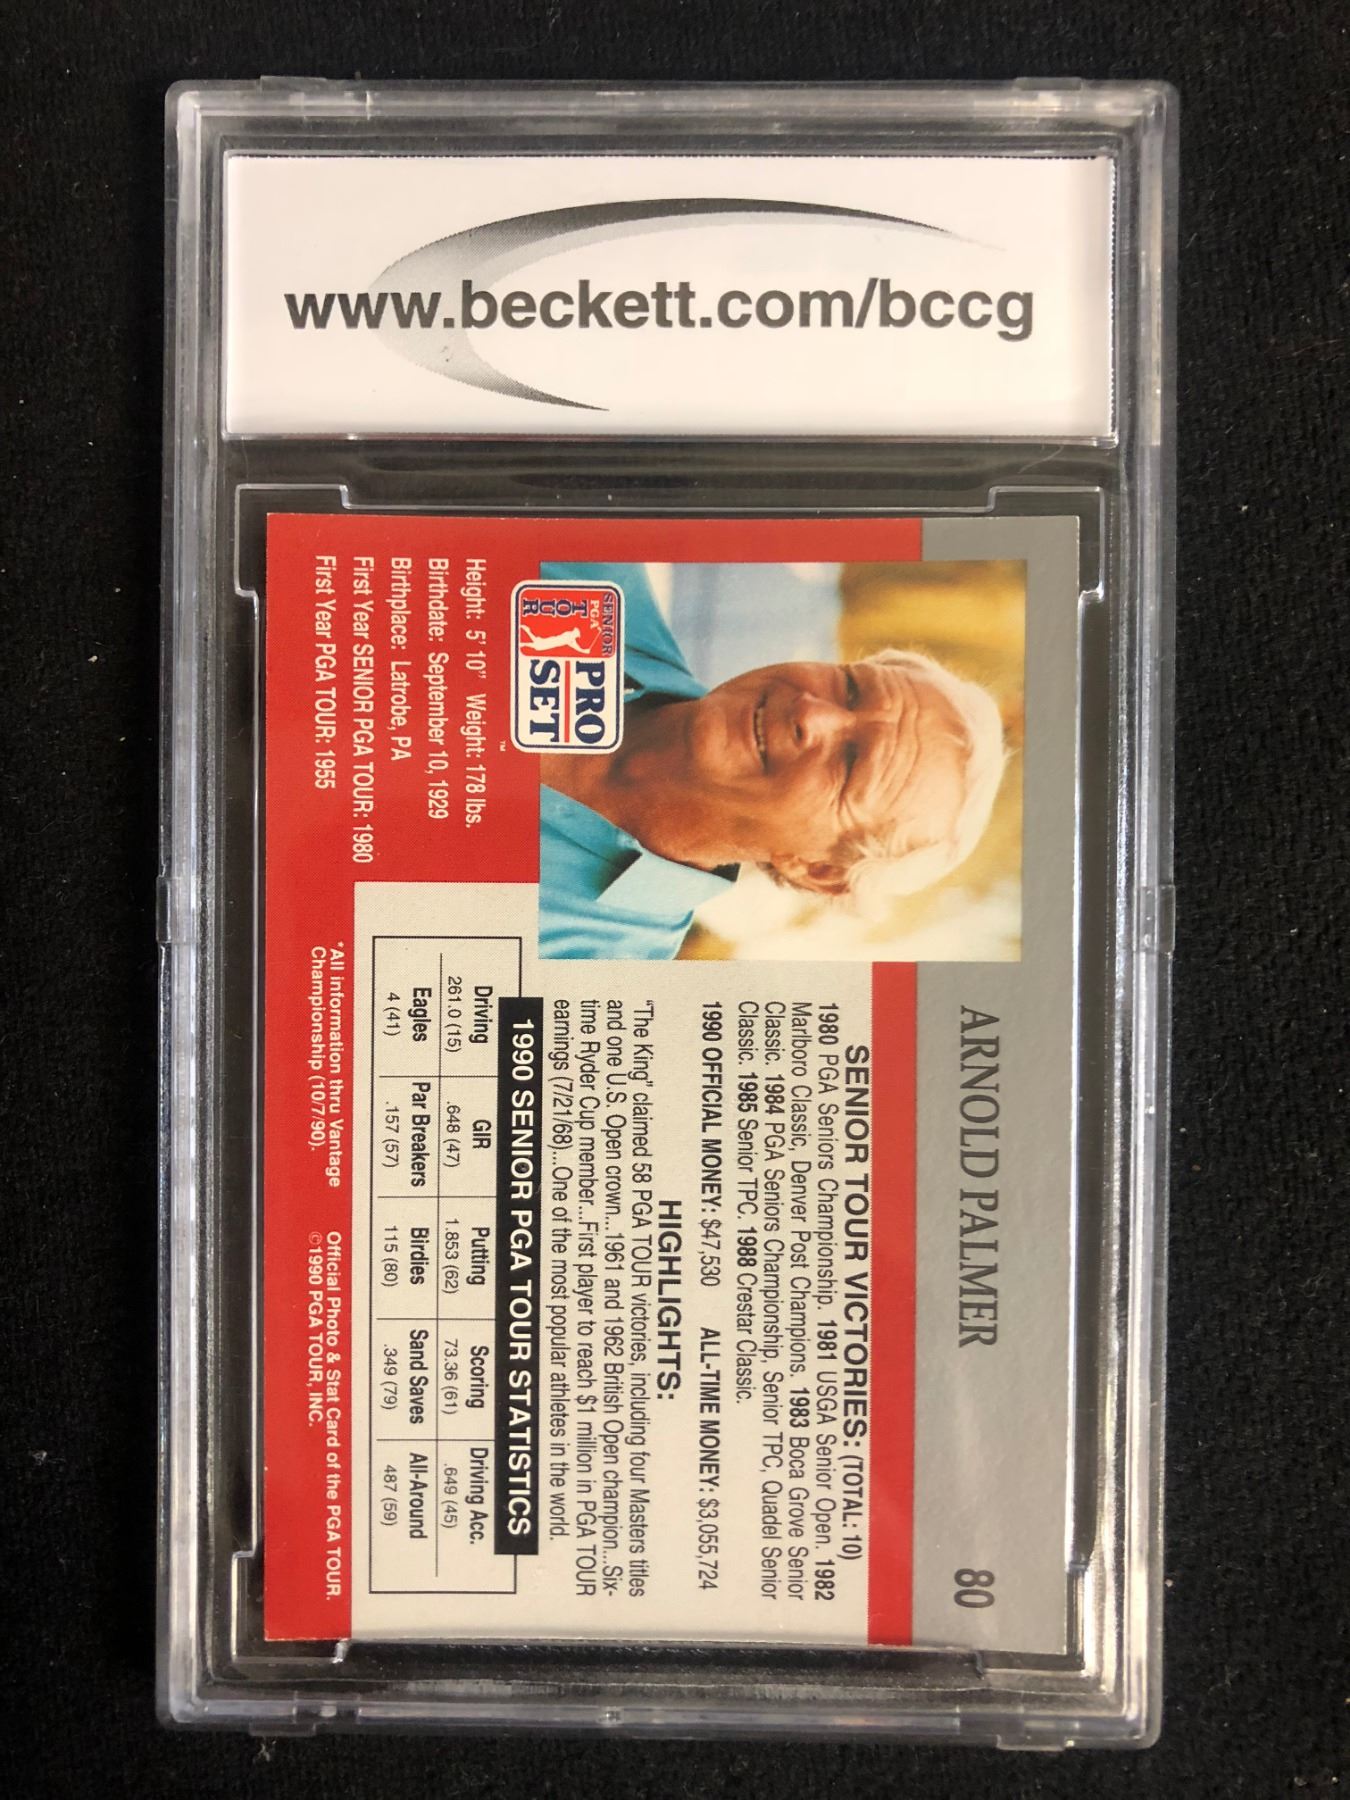 www.beckett.com/bccg
ARNOLD PALMER
80
SENIOR
PGA
TOUR
PRO
SET
™
Height: 5' 10" Weight: 178 lbs.
Birthdate: September 10, 1929
Birthplace: Latrobe, PA
First Year SENIOR PGA TOUR: 1980
First Year PGA TOUR: 1955
SENIOR TOUR VICTORIES: (TOTAL: 10)
1980 PGA Seniors Championship. 1981 USGA Senior Open. 1982
Marlboro Classic, Denver Post Champions. 1983 Boca Grove Senior
Classic. 1984 PGA Seniors Championship, Senior TPC, Quadel Senior
Classic. 1985 Senior TPC. 1988 Crestar Classic.
1990 OFFICIAL MONEY: $47,530 ALL-TIME MONEY: $3,055,724
HIGHLIGHTS:
"The King" claimed 58 PGA TOUR victories, including four Masters titles
and one U.S. Open crown...1961 and 1962 British Open champion...Six-
time Ryder Cup member...First player to reach $1 million in PGA TOUR
earnings (7/21/68)...One of the most popular athletes in the world.
1990 SENIOR PGA TOUR STATISTICS
Driving GIR Putting Scoring Driving Acc.
261.0 (15) .648 (47) 1.853 (62) 73.36 (61) .649 (45)
Eagles Par Breakers Birdies Sand Saves All-Around
4 (41) .157 (57) 115 (80) .349 (79) 487 (59)
*All information thru Vantage
Championship (10/7/90).
Official Photo & Stat Card of the PGA TOUR.
©1990 PGA TOUR, INC.